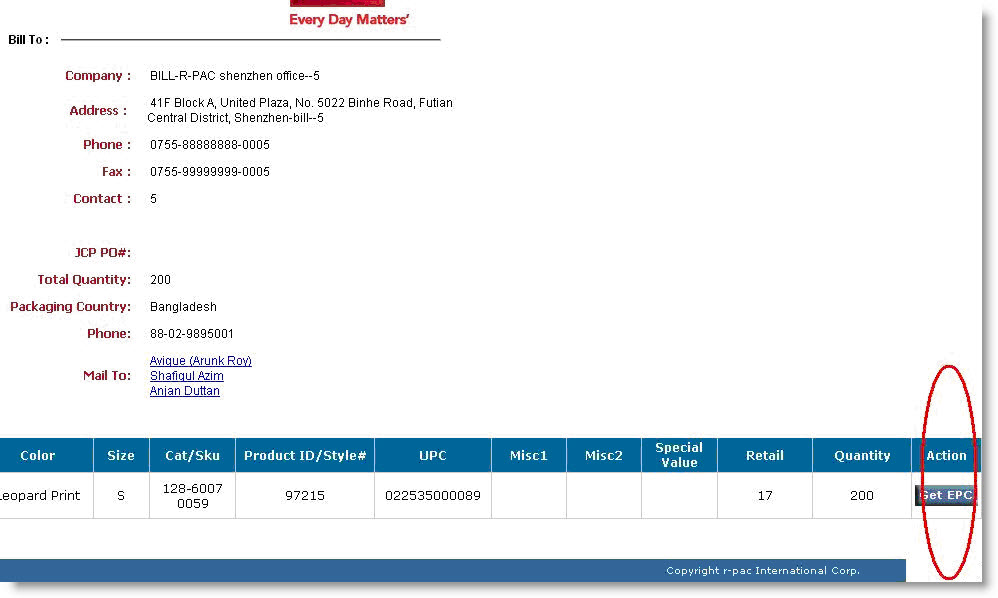 Every Day Matters’
Bill To :
Company : BILL-R-PAC shenzhen office--5
Address : 41F Block A, United Plaza, No. 5022 Binhe Road, Futian
Central District, Shenzhen-bill--5
Phone : 0755-88888888-0005
Fax : 0755-99999999-0005
Contact : 5
JCP PO#:
Total Quantity: 200
Packaging Country: Bangladesh
Phone: 88-02-9895001
Mail To: Avique (Arunk Roy)
Shafiqul Azim
Anjan Duttan
Color Size Cat/Sku Product ID/Style# UPC Misc1 Misc2 Special Value Retail Quantity Action
eopard Print S 128-6007 0059 97215 022535000089 17 200 Get EPC
Copyright r-pac International Corp.